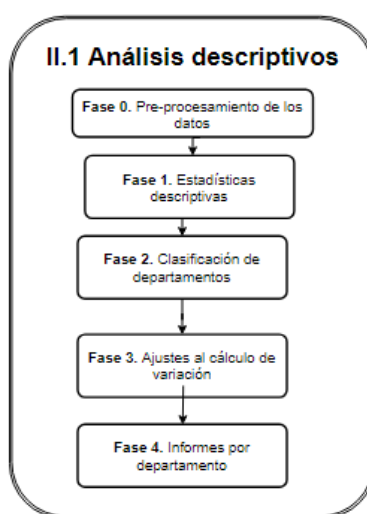 II.1 Análisis descriptivos
Fase 0. Pre-procesamiento de los
datos
Fase 1. Estadísticas
descriptivas
Fase 2. Clasificación de
departamentos
Fase 3. Ajustes al cálculo de
variación
Fase 4. Informes por
departamento